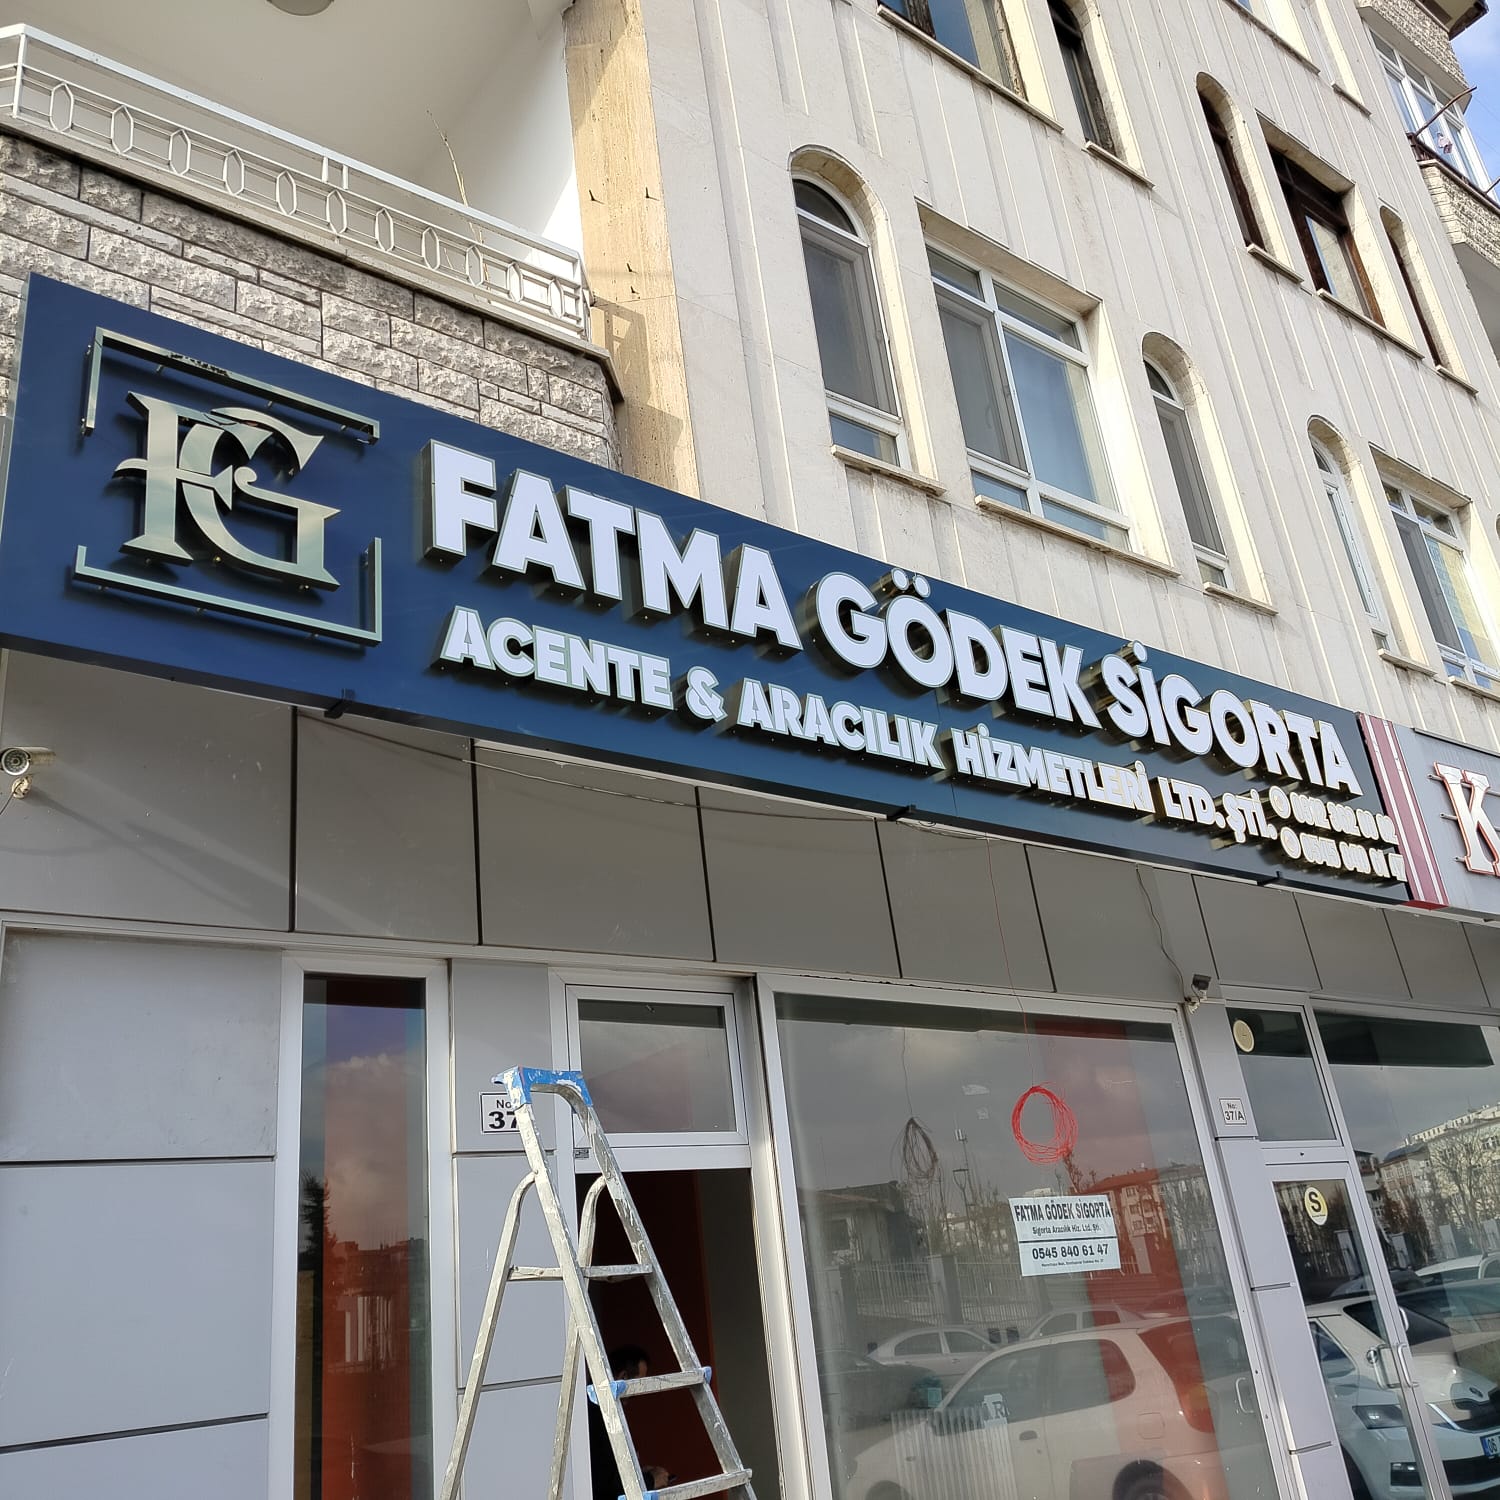 FG
FATMA GÖDEK SİGORTA
ACENTE & ARACILIK HİZMETLERİ LTD.ŞTİ.
No:
37
No:
37/A
FATMA GÖDEK SİGORTA
Sigorta Aracılık Hiz. Ltd. Şti.
0545 840 61 47
K
S
06